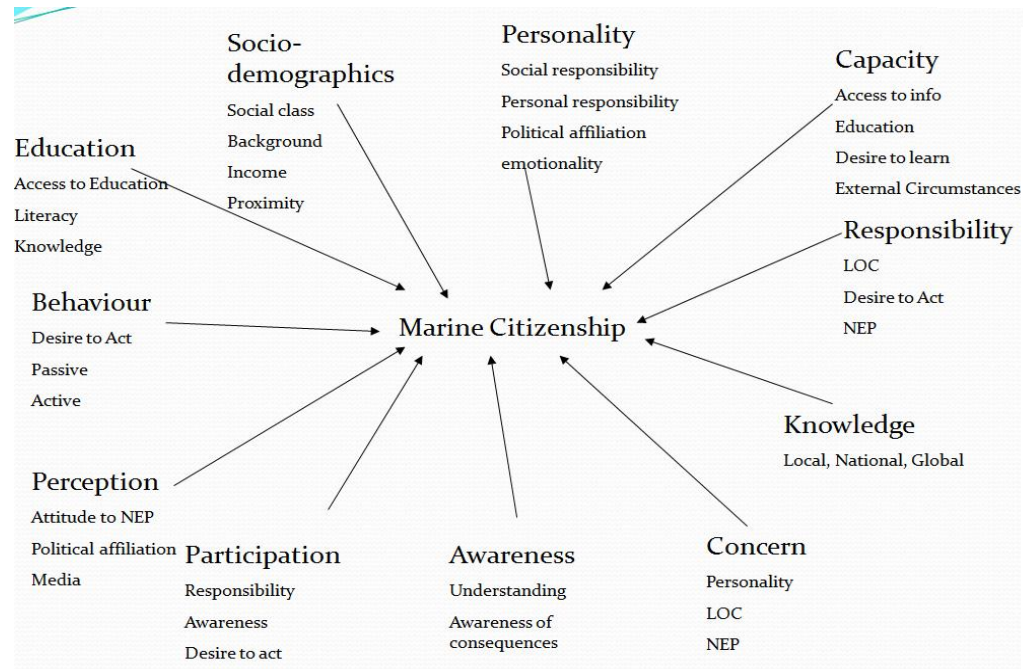 Socio-
demographics
Social class
Background
Income
Proximity
Personality
Social responsibility
Personal responsibility
Political affiliation
emotionality
Capacity
Access to info
Education
Desire to learn
External Circumstances
Education
Access to Education
Literacy
Knowledge
Responsibility
LOC
Desire to Act
NEP
Behaviour
Desire to Act
Passive
Active
Marine Citizenship
Knowledge
Local, National, Global
Perception
Attitude to NEP
Political affiliation
Media
Participation
Responsibility
Awareness
Desire to act
Awareness
Understanding
Awareness of
consequences
Concern
Personality
LOC
NEP